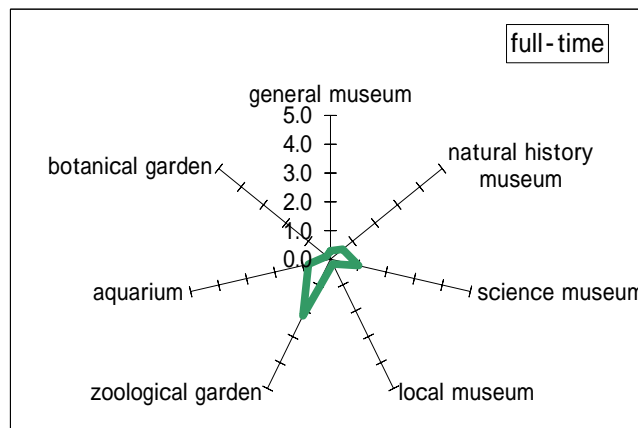 full-time
general museum
5.0
4.0
3.0
2.0
1.0
0.0
botanical garden
natural history
museum
aquarium
science museum
zoological garden
local museum